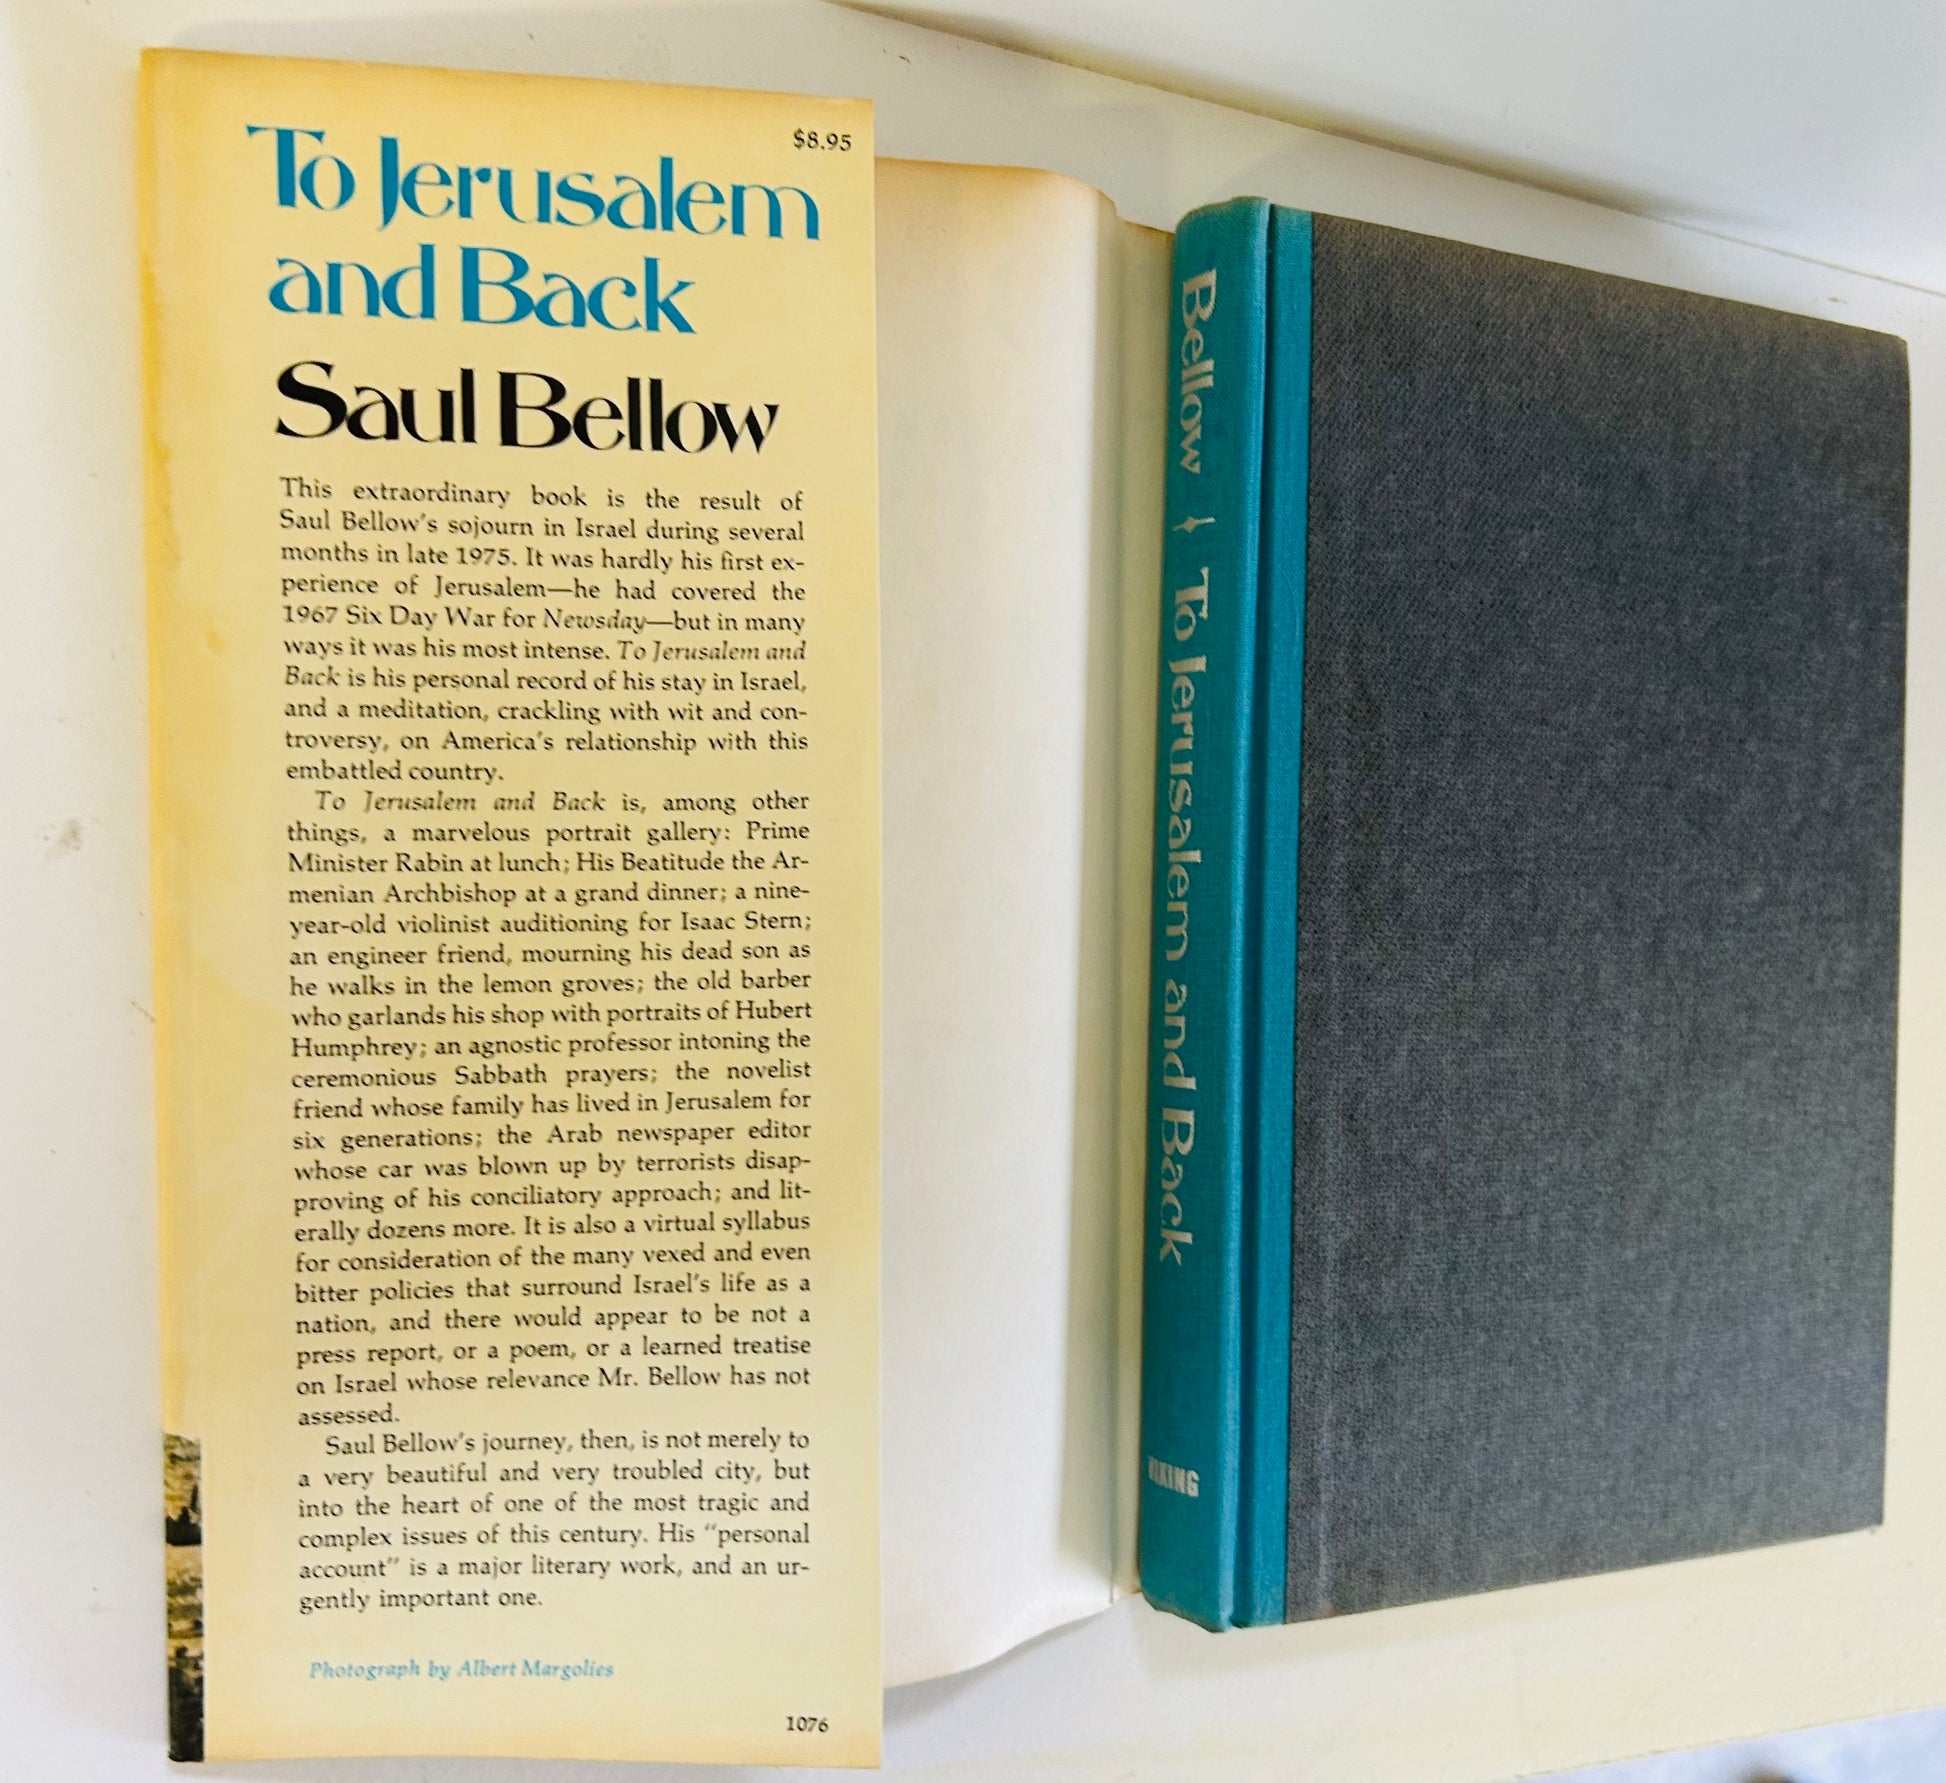 $8.95
To Jerusalem
and Back
Saul Bellow
This extraordinary book is the result of
Saul Bellow's sojourn in Israel during several
months in late 1975. It was hardly his first ex-
perience of Jerusalem—he had covered the
1967 Six Day War for Newsday—but in many
ways it was his most intense. To Jerusalem and
Back is his personal record of his stay in Israel,
and a meditation, crackling with wit and con-
troversy, on America's relationship with this
embattled country.
To Jerusalem and Back is, among other
things, a marvelous portrait gallery: Prime
Minister Rabin at lunch; His Beatitude the Ar-
menian Archbishop at a grand dinner; a nine-
year-old violinist auditioning for Isaac Stern;
an engineer friend, mourning his dead son as
he walks in the lemon groves; the old barber
who garlands his shop with portraits of Hubert
Humphrey; an agnostic professor intoning the
ceremonious Sabbath prayers; the novelist
friend whose family has lived in Jerusalem for
six generations; the Arab newspaper editor
whose car was blown up by terrorists disap-
proving of his conciliatory approach; and lit-
erally dozens more. It is also a virtual syllabus
for consideration of the many vexed and even
bitter policies that surround Israel's life as a
nation, and there would appear to be not a
press report, or a poem, or a learned treatise
on Israel whose relevance Mr. Bellow has not
assessed.
Saul Bellow's journey, then, is not merely to
a very beautiful and very troubled city, but
into the heart of one of the most tragic and
complex issues of this century. His "personal
account" is a major literary work, and an ur-
gently important one.
Photograph by Albert Margolies
1076
Bellow To Jerusalem and Back
VIKING